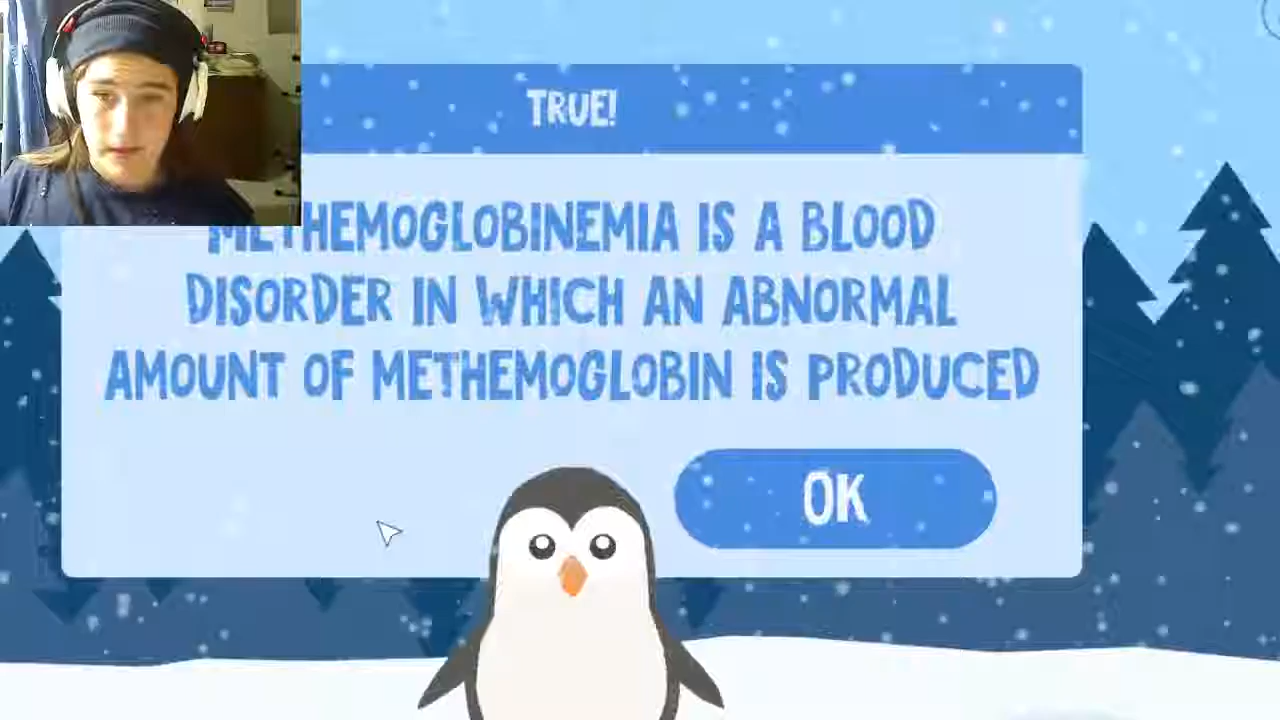 TRUE!
METHEMOGLOBINEMIA IS A BLOOD
DISORDER IN WHICH AN ABNORMAL
AMOUNT OF METHEMOGLOBIN IS PRODUCED
OK